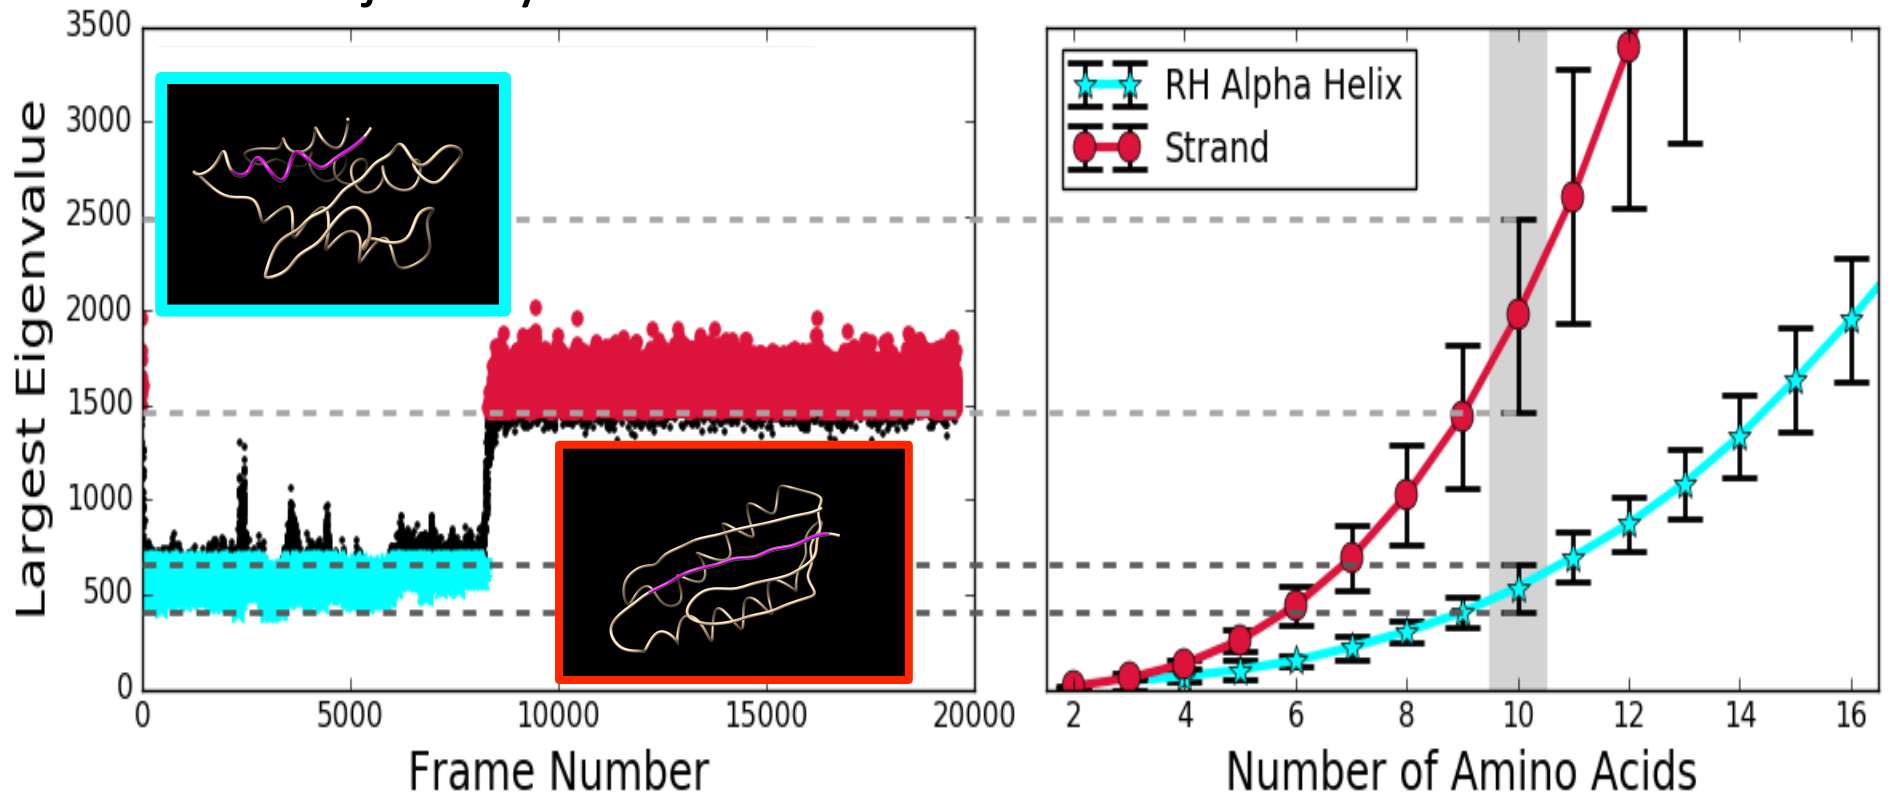 3500
3000
2500
2000
1500
1000
500
0
Largest Eigenvalue
0 5000 10000 15000 20000
Frame Number
RH Alpha Helix
Strand
2 4 6 8 10 12 14 16
Number of Amino Acids